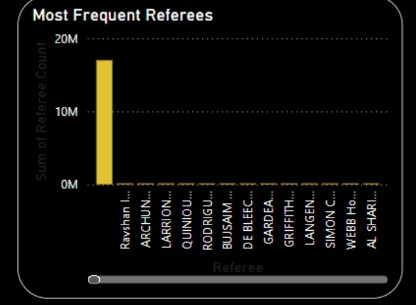 Most Frequent Referees
Sum of Referee Count
20M
10M
0M
Ravshan I...
ARCHUN...
LARRION...
QUINIOU...
RODRIGU...
BUJSAIM ...
DE BLEEC...
GARDEA...
GRIFFITH...
LANGEN...
SIMON C...
WEBB Ho...
AL SHARI...
Referee